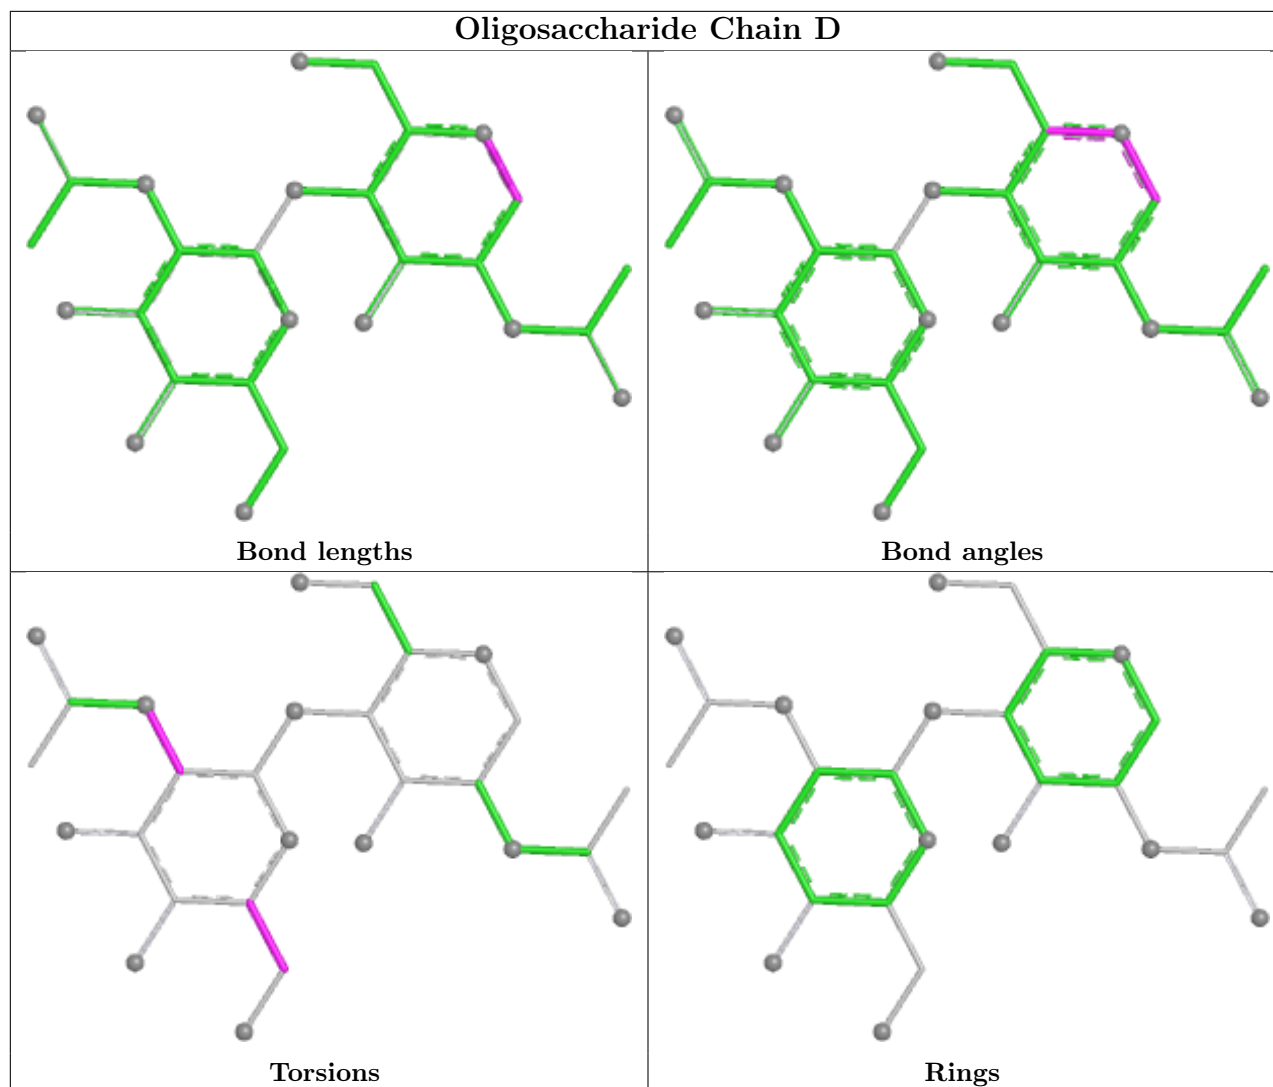 Oligosaccharide Chain D
Bond lengths
Bond angles
Torsions
Rings